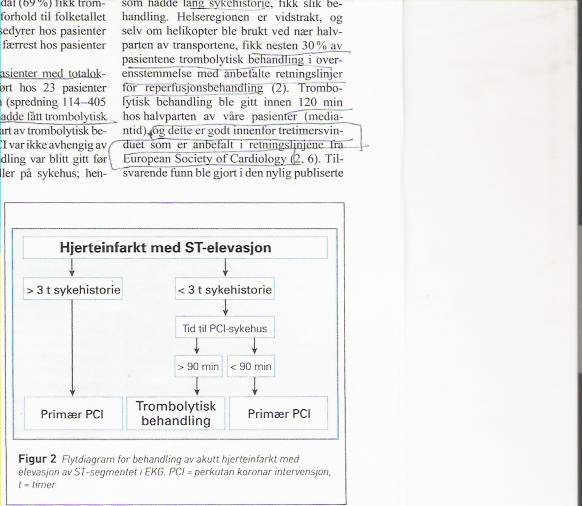 dal (69 %) fikk trom-
forhold til folketallet
sedyrer hos pasienter
færrest hos pasienter
asienter med totalok-
ørt hos 23 pasienter
(spredning 114–405
adde fått trombolytisk
art av trombolytisk be-
I var ikke avhengig av
dling var blitt gitt før
ler på sykehus; hen-
som hadde lang sykehistorie, fikk slik be-
handling. Helseregionen er vidstrakt, og
selv om helikopter ble brukt ved nær halv-
parten av transportene, fikk nesten 30 % av
pasientene trombolytisk behandling i over-
ensstemmelse med anbefalte retningslinjer
for reperfusjonsbehandling (2). Trombo-
lytisk behandling ble gitt innen 120 min
hos halvparten av våre pasienter (media-
ntid), og dette er godt innenfor tretimersvin-
duet som er anbefalt i retningslinjene fra
European Society of Cardiology (2, 6). Til-
svarende funn ble gjort i den nylig publiserte
Hjerteinfarkt med ST-elevasjon
> 3 t sykehistorie
< 3 t sykehistorie
Tid til PCI-sykehus
> 90 min
< 90 min
Primær PCI
Trombolytisk
behandling
Primær PCI
Figur 2 Flytdiagram for behandling av akutt hjerteinfarkt med
elevasjon av ST-segmentet i EKG. PCI = perkutan koronar intervensjon,
t = timer